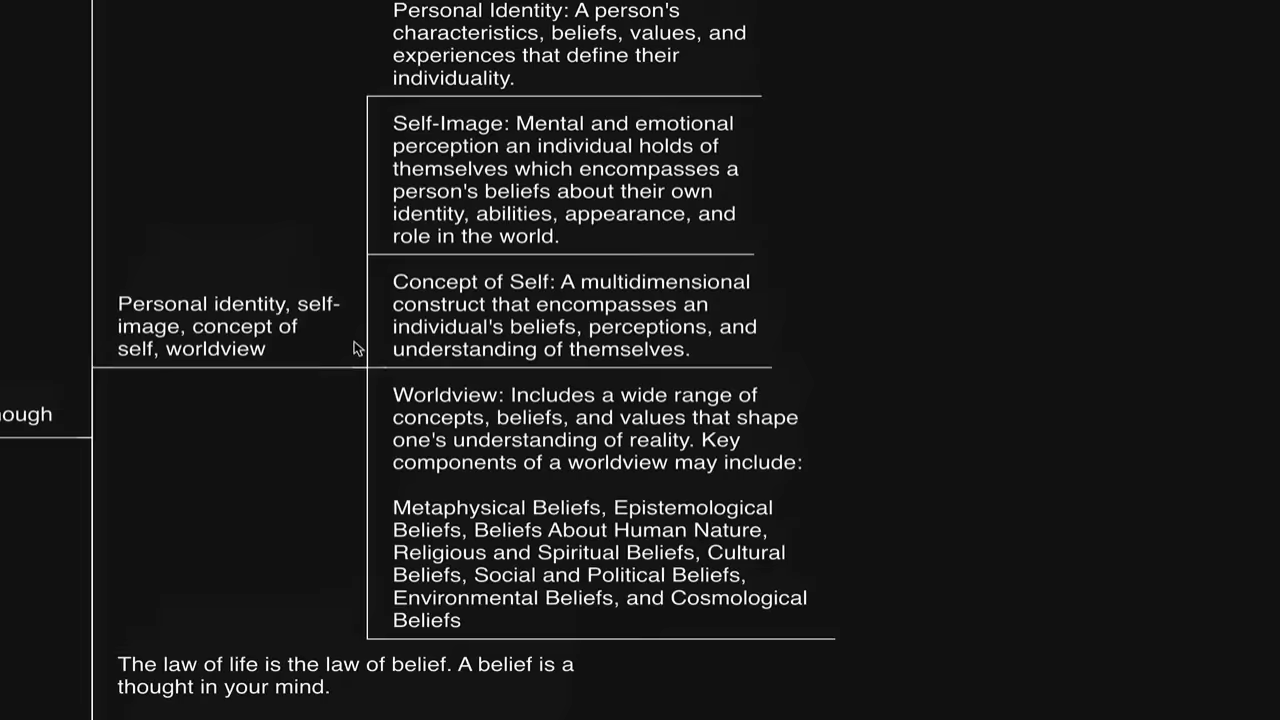 Personal Identity: A person's
characteristics, beliefs, values, and
experiences that define their
individuality.
Self-Image: Mental and emotional
perception an individual holds of
themselves which encompasses a
person's beliefs about their own
identity, abilities, appearance, and
role in the world.
Concept of Self: A multidimensional
construct that encompasses an
individual's beliefs, perceptions, and
understanding of themselves.
Personal identity, self-
image, concept of
self, worldview
Worldview: Includes a wide range of
concepts, beliefs, and values that shape
one's understanding of reality. Key
components of a worldview may include:
Metaphysical Beliefs, Epistemological
Beliefs, Beliefs About Human Nature,
Religious and Spiritual Beliefs, Cultural
Beliefs, Social and Political Beliefs,
Environmental Beliefs, and Cosmological
Beliefs
The law of life is the law of belief. A belief is a
thought in your mind.